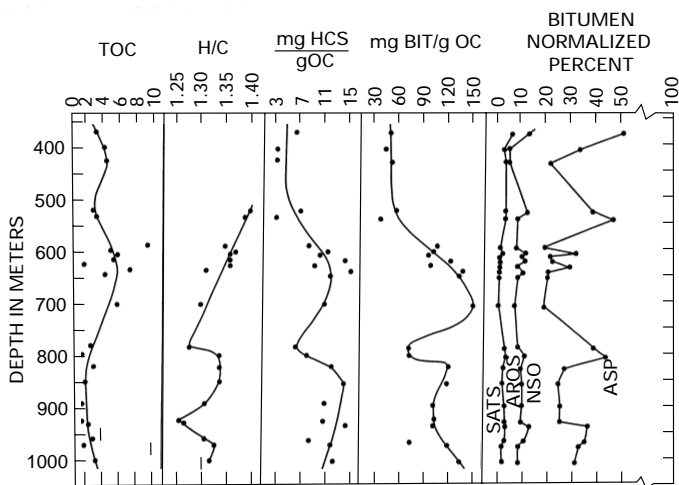 BITUMEN
NORMALIZED
PERCENT
TOC
H/C
mg HCS
gOC
mg BIT/g OC
0 2 4 6 8 10
1.25 1.30 1.35 1.40
3 7 11 15
30 60 90 120 150
0 10 20 30 40 50 100
DEPTH IN METERS
400
500
600
700
800
900
1000
SATS
AROS
NSO
ASP